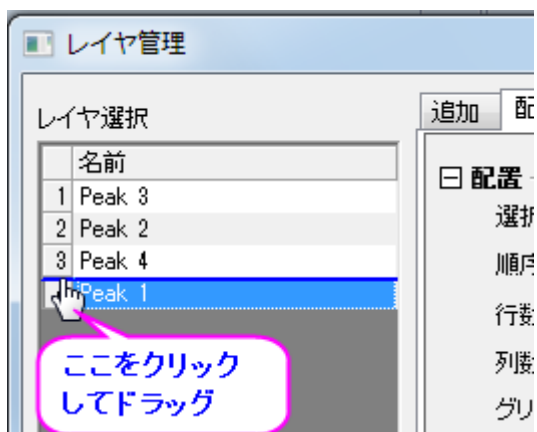 レイヤ管理
レイヤ選択
名前
1 Peak 3
2 Peak 2
3 Peak 4
Peak 1
ここをクリック
してドラッグ
追加
配置
選択
順序
行数
列数
グリ